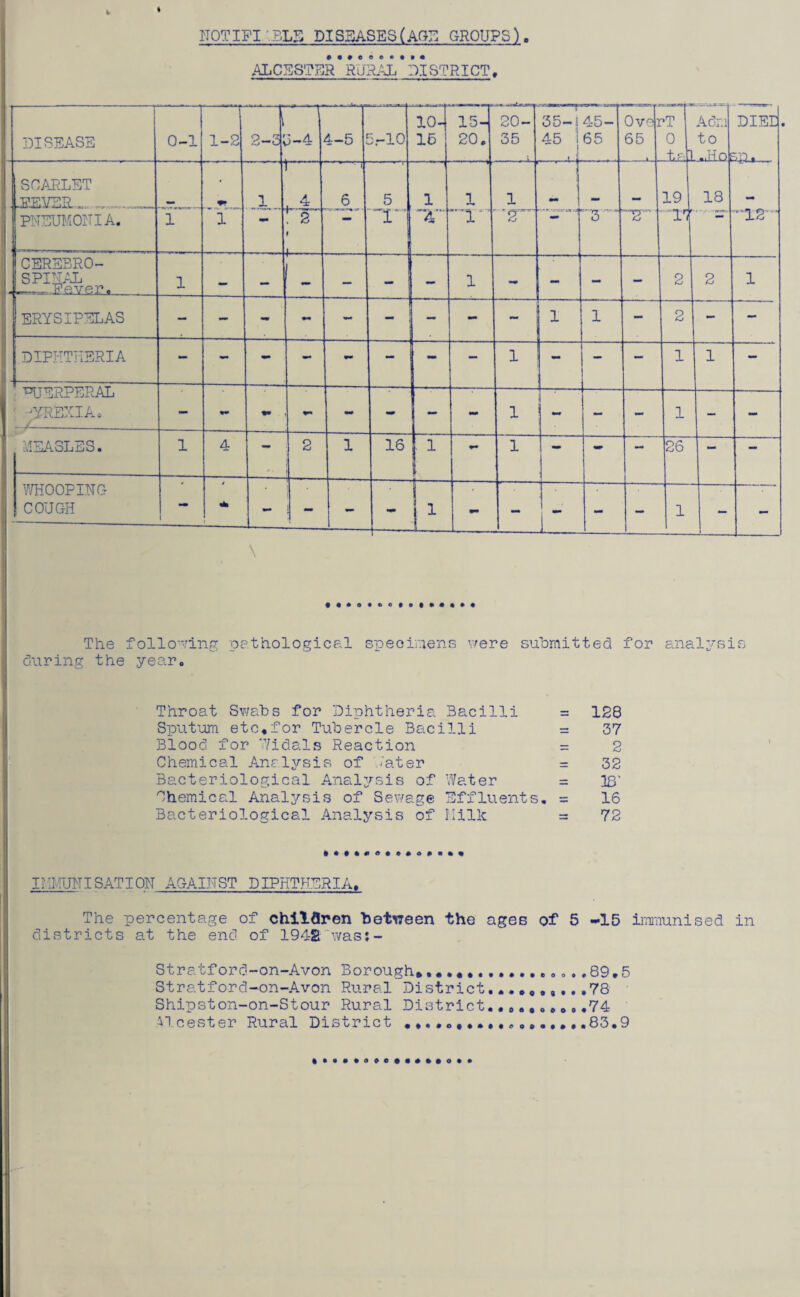 NOTIFI.BLE DISEASES(AGE GROUPS).
ALCESTER RURAL DISTRICT.
DISEASE 0-1 1-2 2-3 3-4 4-5 5-10 10-15 15-20. 20-35 35-45 45-65 Over 65 TOtal Adm to I.Hosp. DIED.
SCARLET FEVER - - 1 4 6 5 1 1 1 - - - 19 18 -
PNEUMONIA. 1 1 - 2 - 1 4 1 2 - 3 2 17 - 12
CEREBRO-SPINAL Fever. 1 - - - - - - 1 - - - - 2 2 1
ERYSIPELAS - - - - - - - - - 1 1 - 2 - -
DIPHTHERIA - - - - - - - - 1 - - - 1 1 -
PUERPERAL PYREXIA. - - - - - - - - 1 - - - 1 - -
MEASLES. 1 4 - 2 1 16 1 - 1 - - - 26 - -
WHOOPING COUGH - - - - - - 1 - - - - - 1 - -
The following pathological specimens were submitted for analysis
during the year.
Throat Swabs for Diphtheria Bacilli = 128
Sputum etc.for Tubercle Bacilli = 37
Blood for Widals Reaction = 2
Chemical Analysis of Water = 32
Bacteriological Analysis of Water =
Chemical Analysis of Sewage Effluents. = 16
Bacteriological Analysis of Milk = 72
IMMUNISATION AGAINST DIPHTHERIA.
The percentage of children between the ages of 5 -15 immunised in
districts at the end of 1942 was:-
Stratford-on-Avon Borough..................89.5
Stratford-on-Avon Rural District...........78
Shipston-on-Stour Rural District...........74
Alcester Rural District ...................83.9